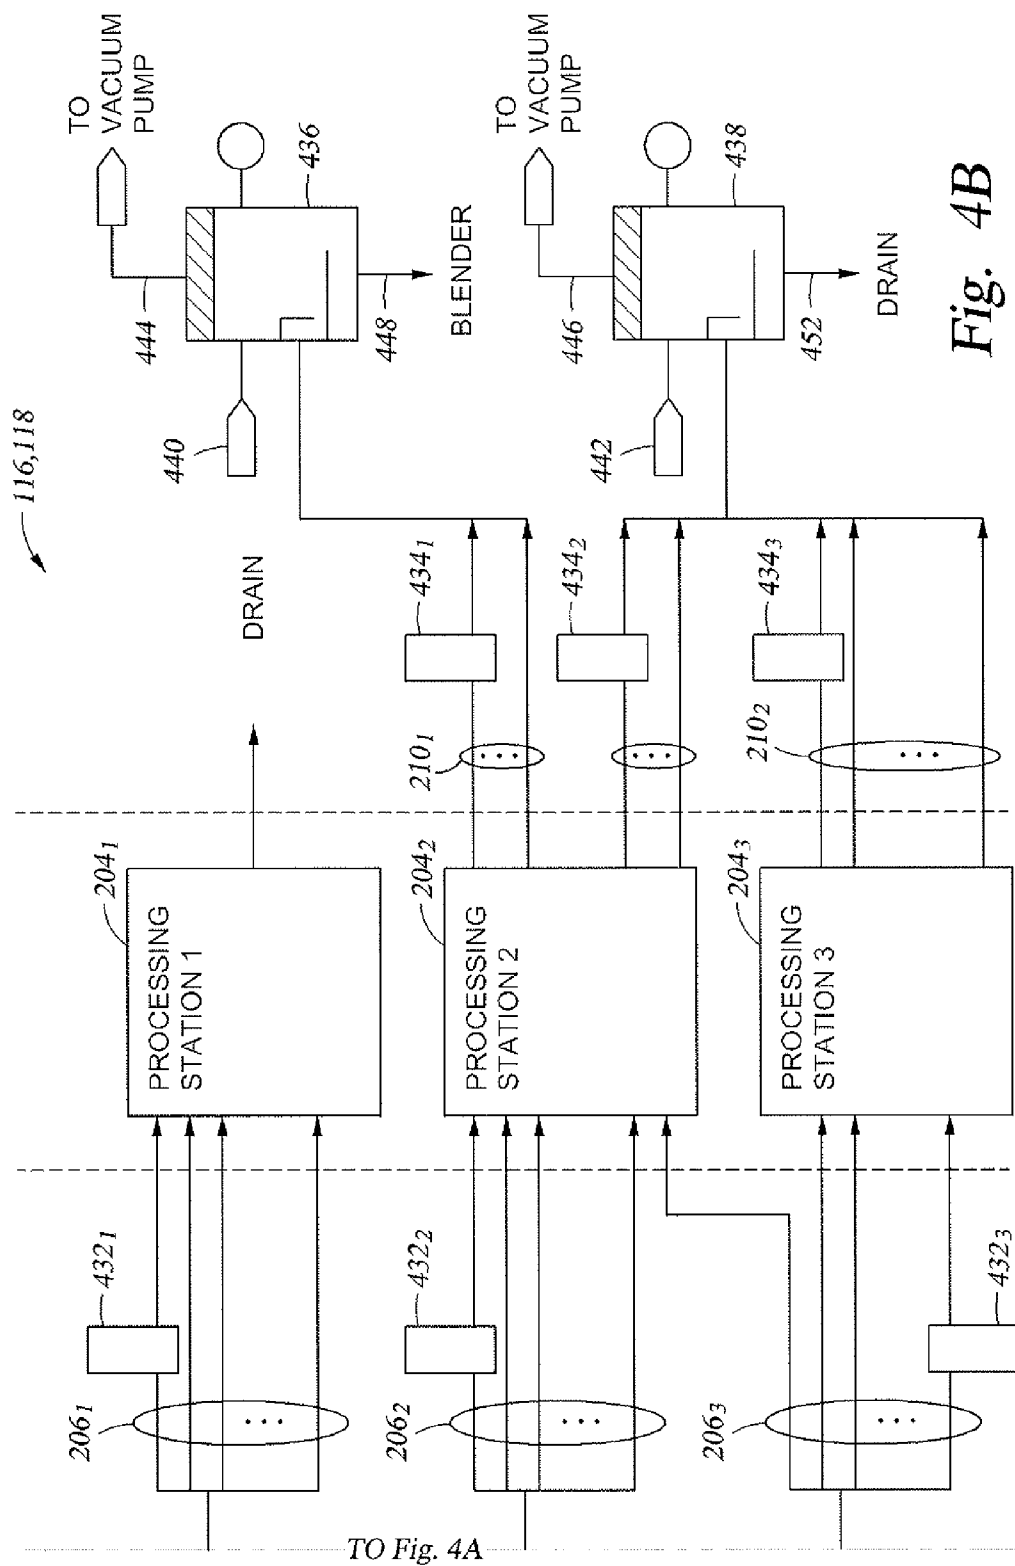 116,118
TO
VACUUM
PUMP
444
440
436
448
BLENDER
TO
VACUUM
PUMP
446
442
438
452
DRAIN
DRAIN
434₁
434₂
434₃
210₁
210₂
204₁
PROCESSING
STATION 1
204₂
PROCESSING
STATION 2
204₃
PROCESSING
STATION 3
432₁
432₂
432₃
206₁
206₂
206₃
TO Fig. 4A
Fig. 4B